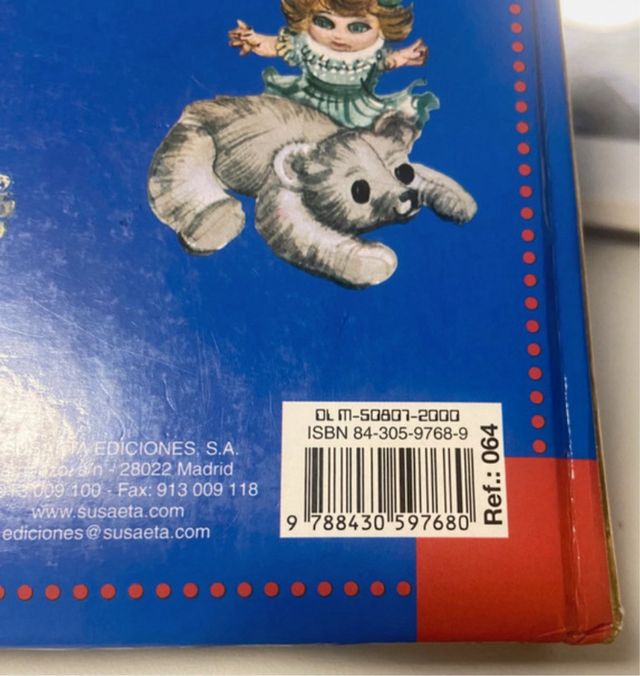 DL M-50807-2000
ISBN 84-305-9768-9
9 788430 597680
Ref.: 064
SUSAETA EDICIONES, S.A.
s/n - 28022 Madrid
913 009 100 - Fax: 913 009 118
www.susaeta.com
ediciones@susaeta.com